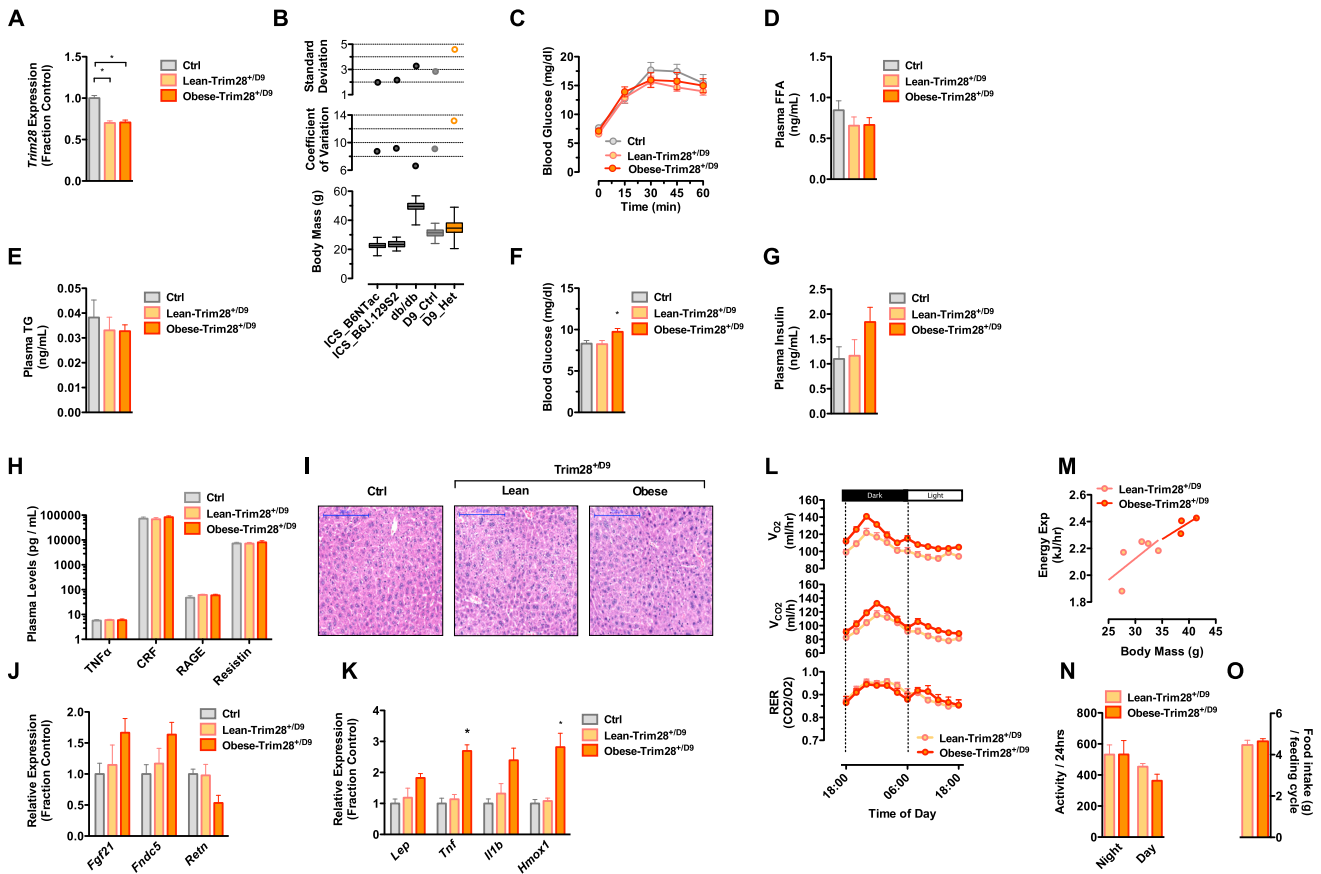 A
Trim28 Expression
(Fraction Control)
1.5
1.0
0.5
0.0
*
*
Ctrl
Lean-Trim28+/D9
Obese-Trim28+/D9
B
Standard
Deviation
5
4
3
2
1
Coefficient
of Variation
14
10
8
6
Body Mass (g)
60
40
20
0
ICS_B6NTac
ICS_B6J.129S2
db/db
D9_Ctrl
D9_Het
C
Blood Glucose (mg/dl)
20
15
10
5
0
Ctrl
Lean-Trim28+/D9
Obese-Trim28+/D9
0 15 30 45 60
Time (min)
D
Plasma FFA
(ng/mL)
1.5
1.0
0.5
0.0
Ctrl
Lean-Trim28+/D9
Obese-Trim28+/D9
E
Plasma TG
(ng/mL)
0.05
0.04
0.03
0.02
0.01
0.00
Ctrl
Lean-Trim28+/D9
Obese-Trim28+/D9
F
Blood Glucose (mg/dl)
15
10
5
0
*
Ctrl
Lean-Trim28+/D9
Obese-Trim28+/D9
G
Plasma Insulin
(ng/mL)
2.5
2.0
1.5
1.0
0.5
0.0
Ctrl
Lean-Trim28+/D9
Obese-Trim28+/D9
H
Plasma Levels (pg / mL)
100000
10000
1000
100
10
1
Ctrl
Lean-Trim28+/D9
Obese-Trim28+/D9
TNFα
CRF
RAGE
Resistin
I
Trim28+/D9
Ctrl
Lean
Obese
J
Relative Expression
(Fraction Control)
2.0
1.5
1.0
0.5
0.0
Ctrl
Lean-Trim28+/D9
Obese-Trim28+/D9
Fgf21
Fndc5
Retn
K
Relative Expression
(Fraction Control)
4
3
2
1
0
*
*
Ctrl
Lean-Trim28+/D9
Obese-Trim28+/D9
Lep
Tnf
Il1b
Hmox1
L
Dark
Light
VO2
(ml/hr)
160
140
120
100
80
VCO2
(ml/h)
160
140
120
100
80
60
RER
(CO2/O2)
1.0
0.9
0.8
0.7
Lean-Trim28+/D9
Obese-Trim28+/D9
18:00
06:00
18:00
Time of Day
M
Energy Exp
(kJ/hr)
2.6
2.4
2.2
2.0
1.8
Lean-Trim28+/D9
Obese-Trim28
25 30 35 40 45
Body Mass (g)
N
Activity / 24hrs
800
600
400
200
0
Lean-Trim28+/D9
Obese-Trim28+/D9
Night
Day
O
6
4
2
0
Food intake (g)
/ feeding cycle